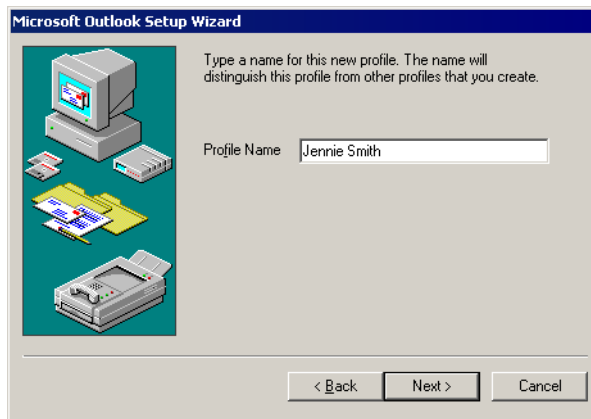 Microsoft Outlook Setup Wizard
Type a name for this new profile. The name will
distinguish this profile from other profiles that you create.
Profile Name
Jennie Smith
< Back
Next >
Cancel